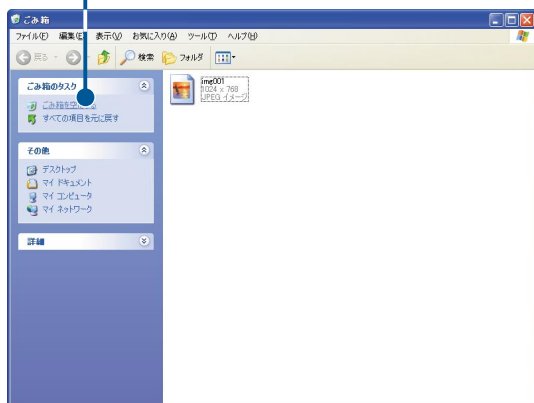 ごみ箱
ファイル(F) 編集(E) 表示(V) お気に入り(A) ツール(T) ヘルプ(H)
戻る 検索 フォルダ
ごみ箱のタスク
ごみ箱を空にする
すべての項目を元に戻す
その他
デスクトップ
マイ ドキュメント
マイ コンピュータ
マイ ネットワーク
詳細
img001
1024 x 768
JPEG イメージ